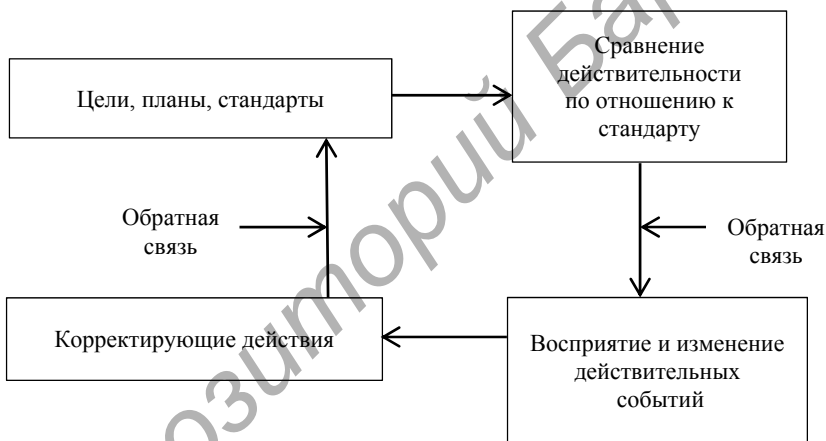 Цели, планы, стандарты
Сравнение
действительности
по отношению к
стандарту
Обратная
связь
Обратная
связь
Корректирующие действия
Восприятие и изменение
действительных
событий